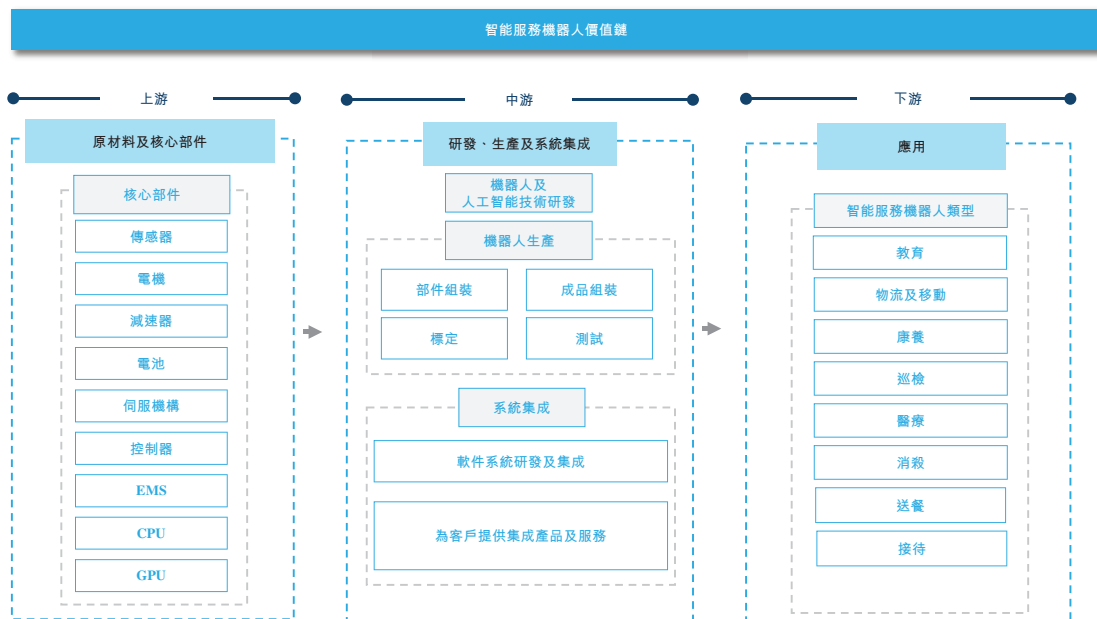 智能服務機器人價值鏈
上游
原材料及核心部件
核心部件
傳感器
電機
減速器
電池
伺服機構
控制器
EMS
CPU
GPU
中游
研發、生產及系統集成
機器人及
人工智能技術研發
機器人生產
部件組裝
成品組裝
標定
測試
系統集成
軟件系統研發及集成
為客戶提供集成產品及服務
下游
應用
智能服務機器人類型
教育
物流及移動
康養
巡檢
醫療
消殺
送餐
接待